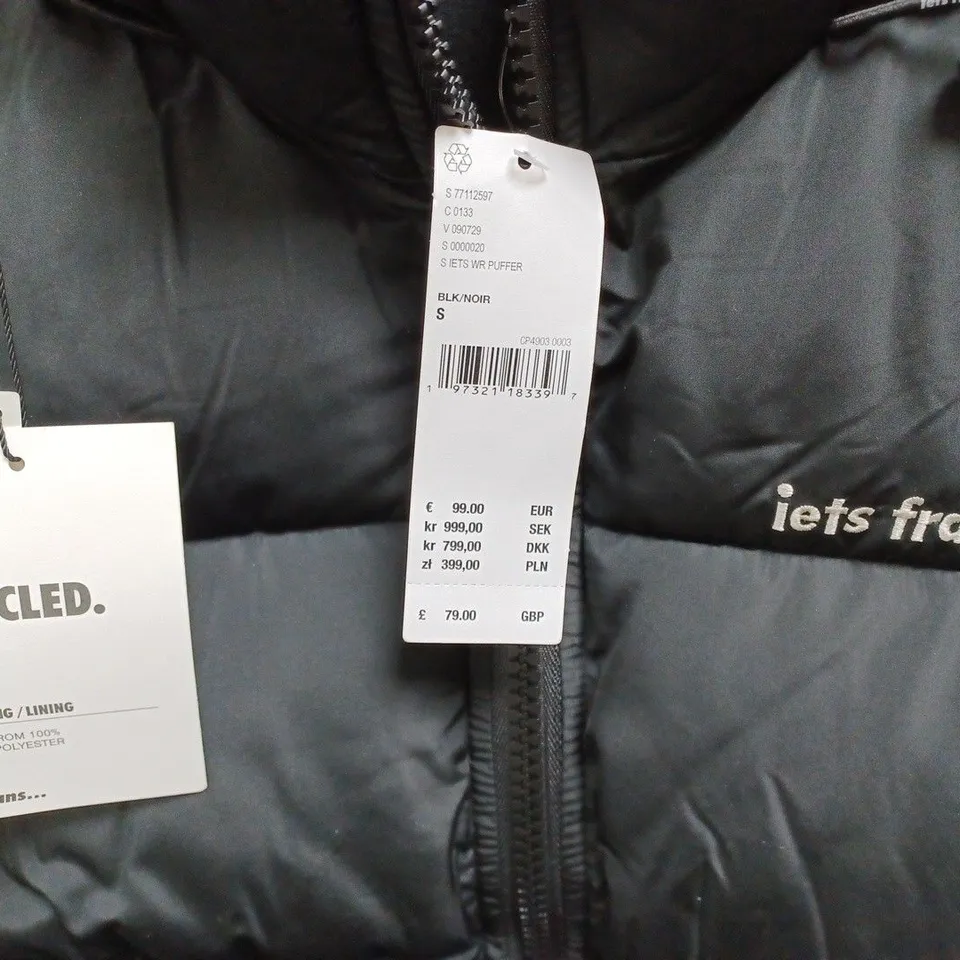 S 77112597
C 0133
V 090729
S 0000020
S IETS WR PUFFER
BLK/NOIR
S
CP4903 0003
1 97321 18339 7
€ 99.00 EUR
kr 999,00 SEK
kr 799,00 DKK
zł 399,00 PLN
£ 79.00 GBP
iets fra
CLED.
NG / LINING
ROM 100%
POLYESTER
ans...